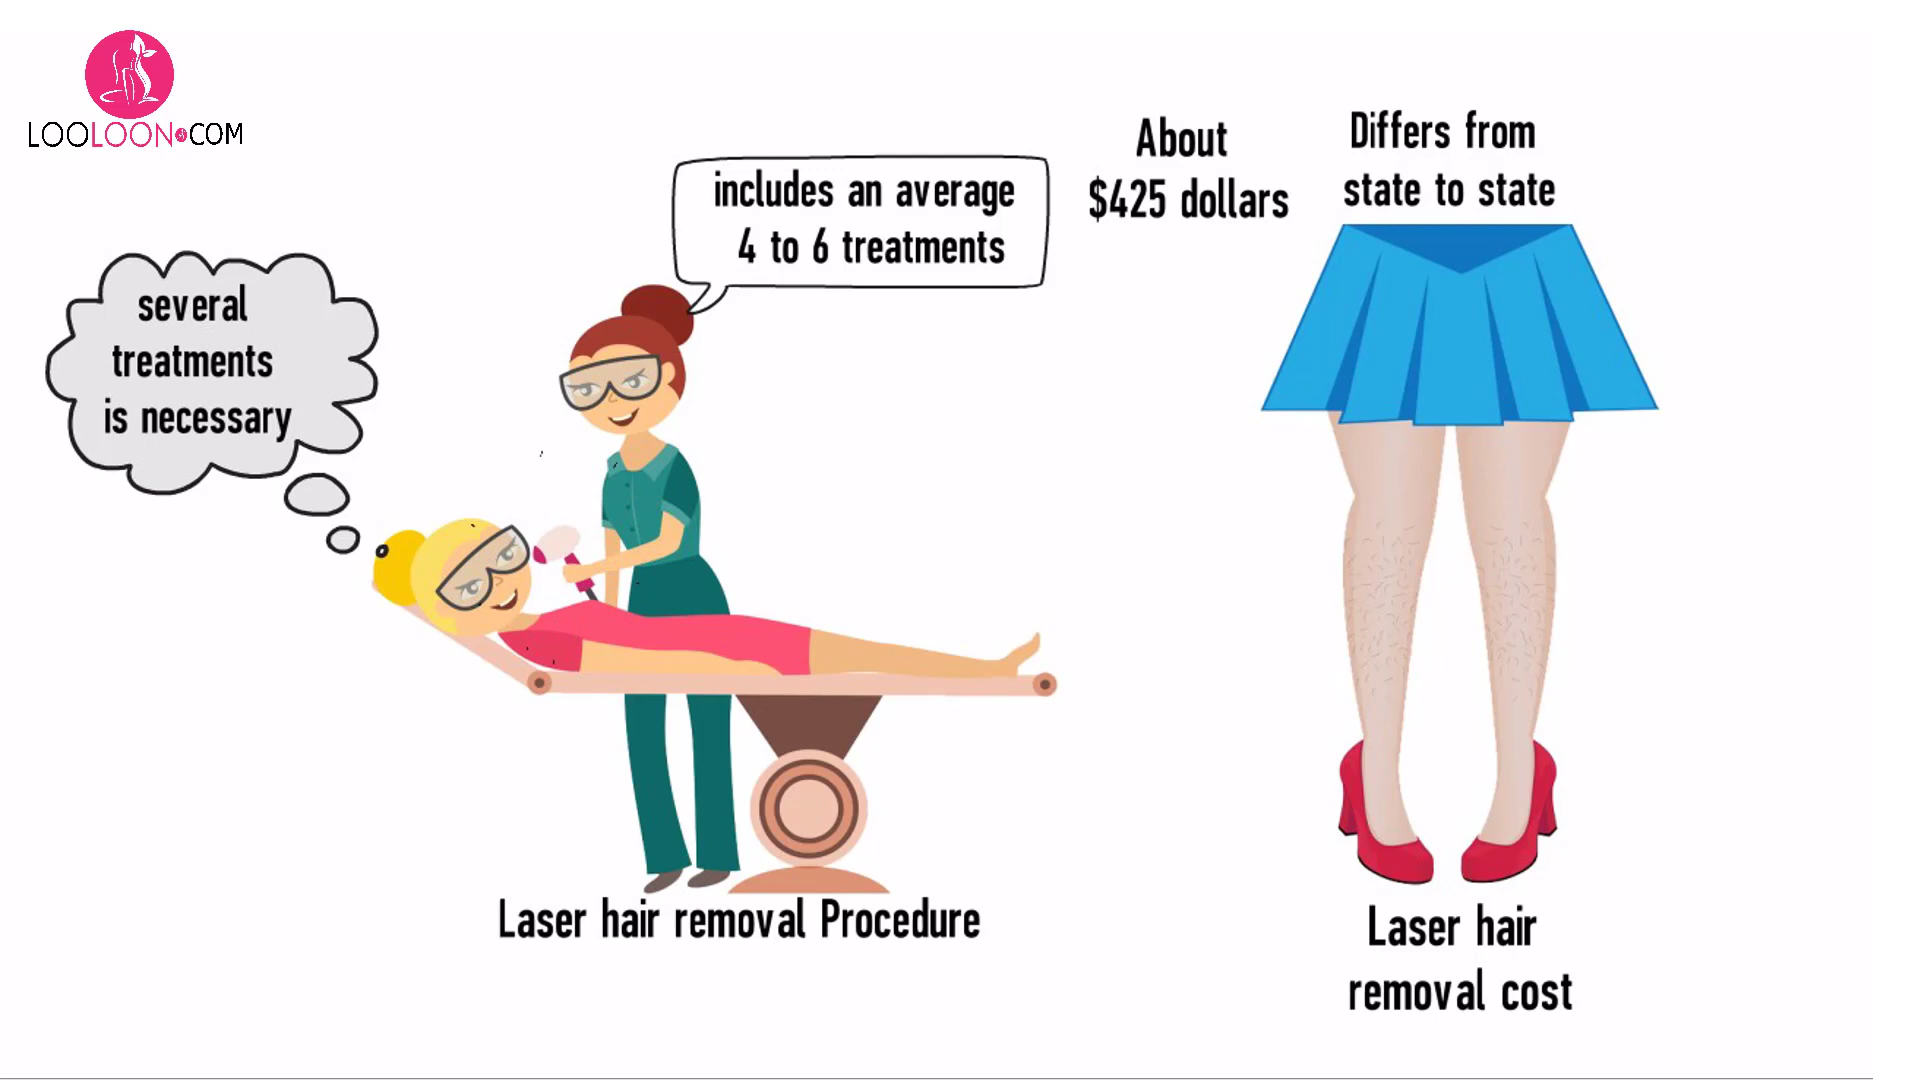 LOOLOON.COM
several
treatments
is necessary
includes an average
4 to 6 treatments
About
$425 dollars
Differs from
state to state
Laser hair removal Procedure
Laser hair
removal cost